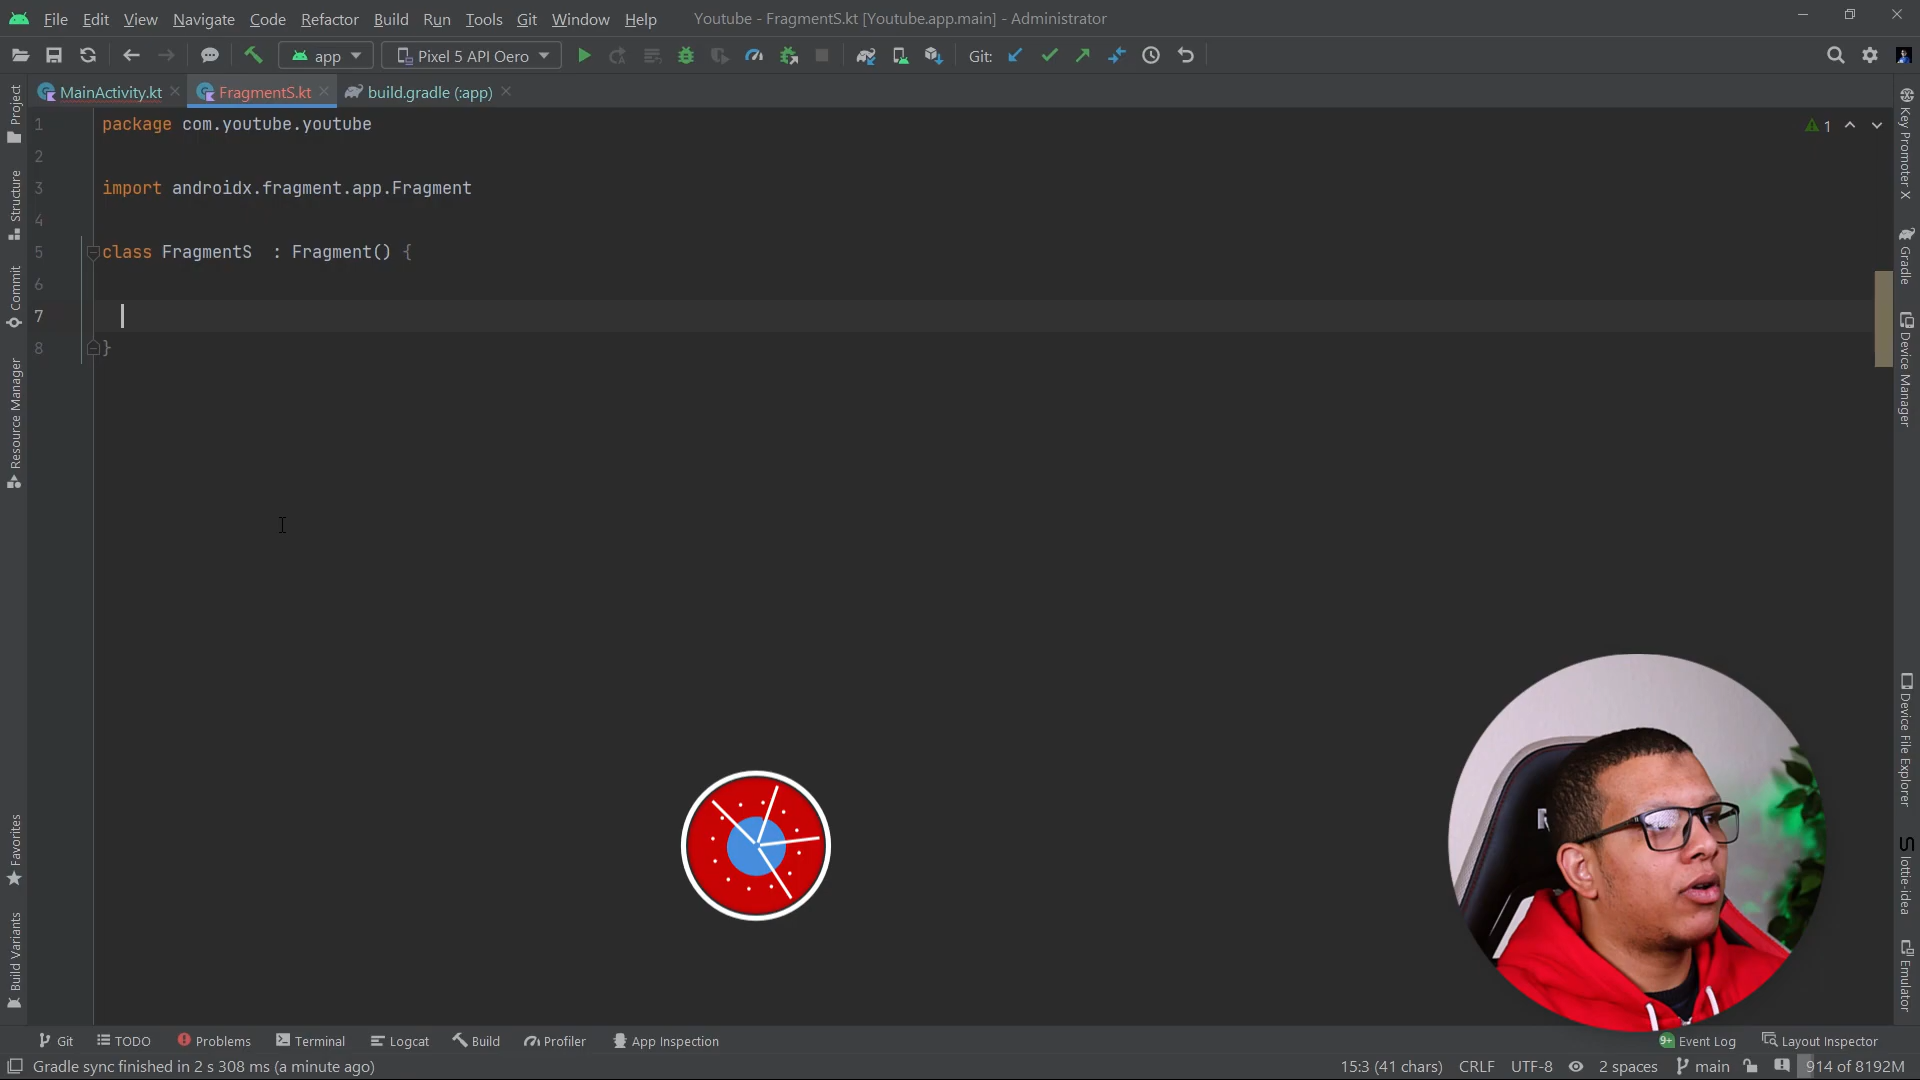 File Edit View Navigate Code Refactor Build Run Tools Git Window Help Youtube - FragmentS.kt [Youtube.app.main] - Administrator
app Pixel 5 API Oero Git:
MainActivity.kt FragmentS.kt build.gradle (:app)
1 package com.youtube.youtube
1
2
3 import androidx.fragment.app.Fragment
4
5 class FragmentS  : Fragment() {
6
7
8 }
Project
Structure
Commit
Resource Manager
Favorites
Build Variants
Key Promoter X
Gradle
Device Manager
Device File Explorer
lottie-idea
Emulator
Git TODO Problems Terminal Logcat Build Profiler App Inspection 9+ Event Log Layout Inspector
Gradle sync finished in 2 s 308 ms (a minute ago) 15:3 (41 chars) CRLF UTF-8 2 spaces main 914 of 8192M